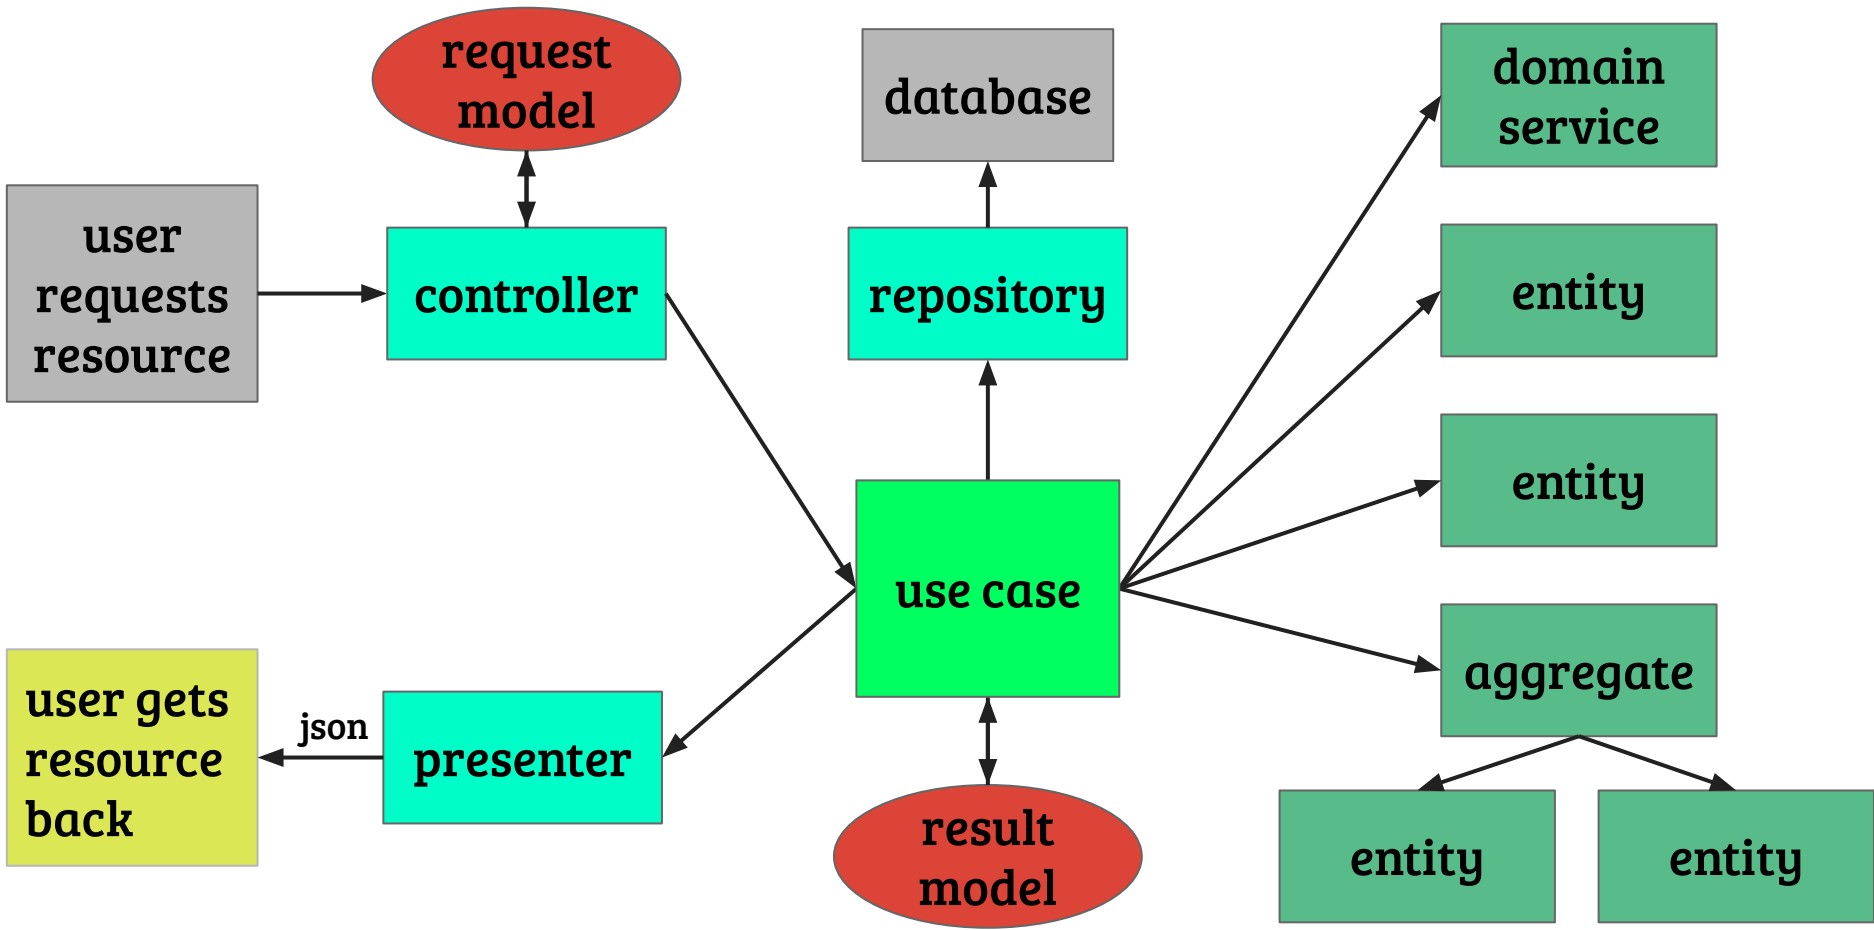 request
model
database
domain
service
user
requests
resource
controller
repository
entity
entity
use case
aggregate
user gets
resource
back
json
presenter
result
model
entity
entity